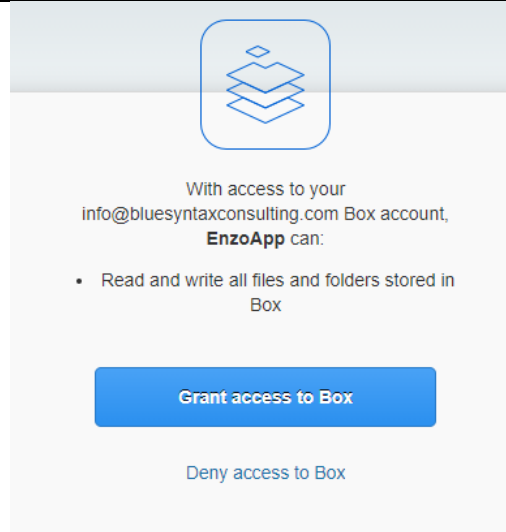 With access to your
info@bluesyntaxconsulting.com Box account,
EnzoApp can:
• Read and write all files and folders stored in
Box
Grant access to Box
Deny access to Box